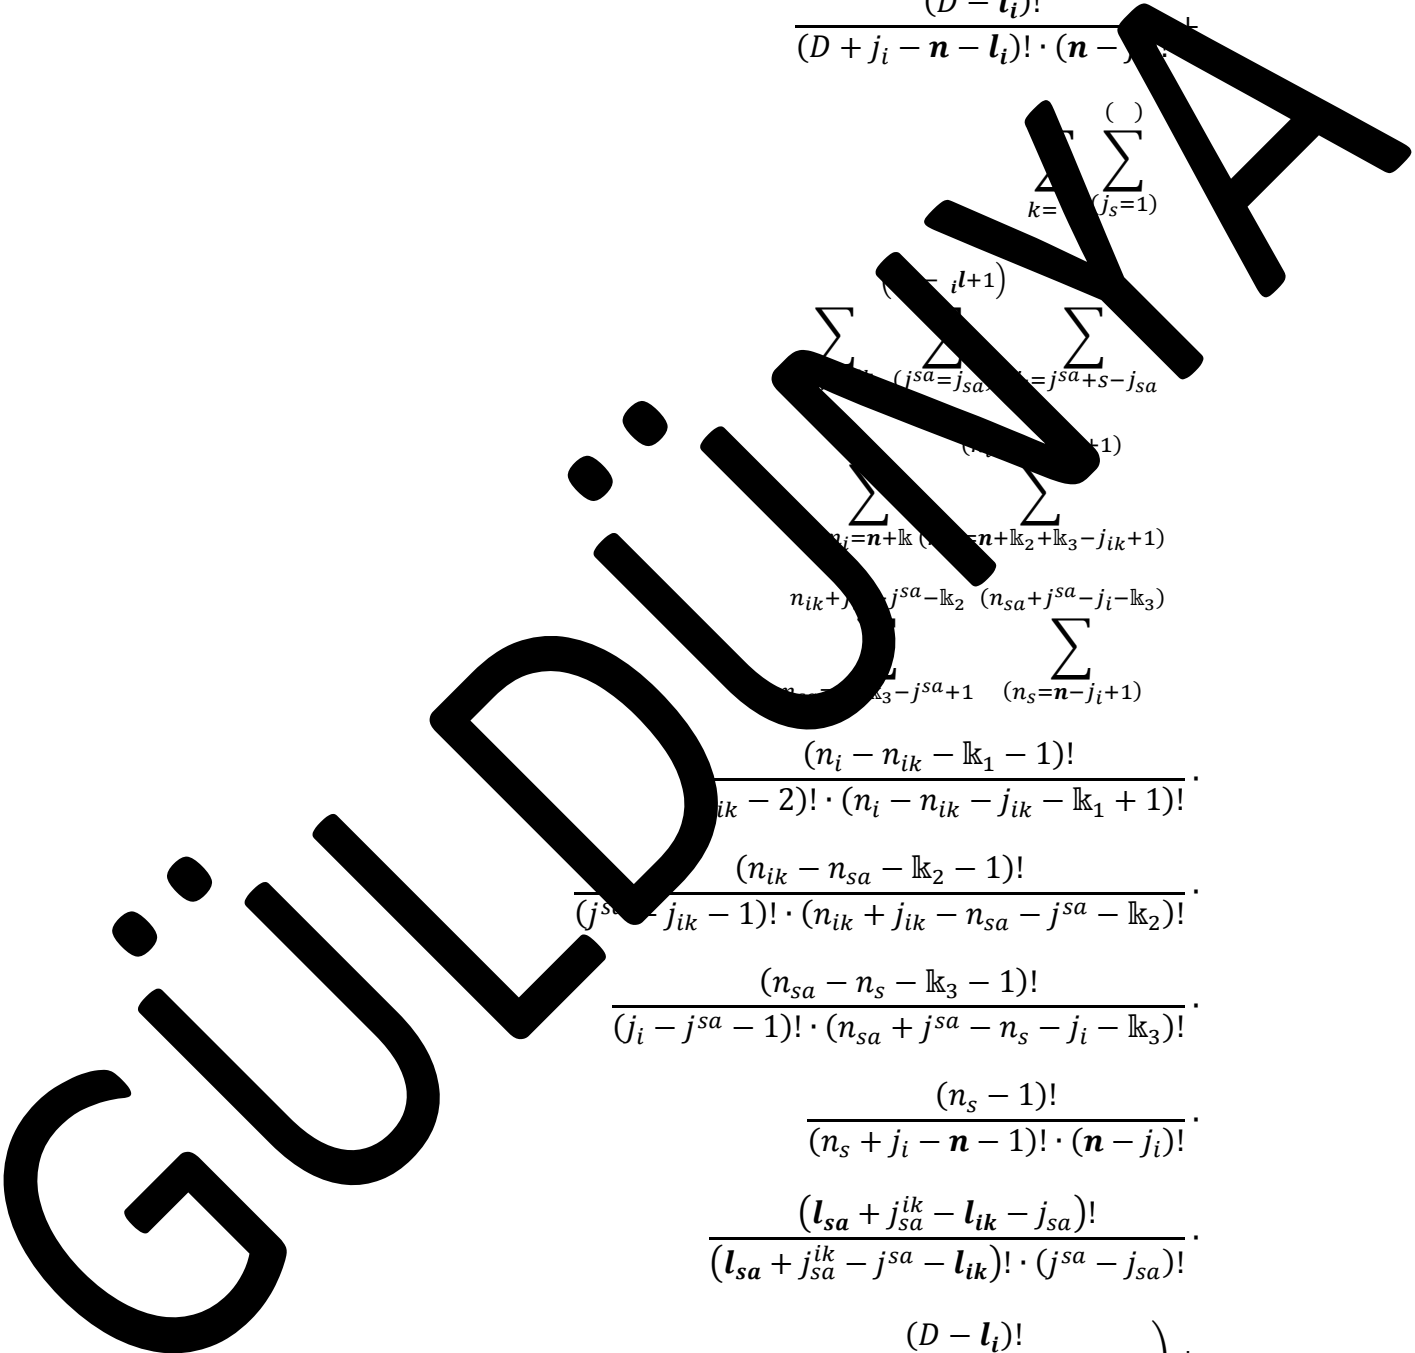 (D − l_i)!
(D + j_i − n − l_i)! · (n − j
+
( )
∑ ∑
k= (j_s=1)
( − _i l+1)
∑ ∑ ∑
(j^{sa}=j_{sa} =j^{sa}+s−j_{sa}
+1)
∑ ∑
n_i=n+𝕜 ( =n+𝕜_2+𝕜_3−j_{ik}+1)
n_{ik}+j j^{sa}−𝕜_2 (n_{sa}+j^{sa}−j_i−𝕜_3)
∑ ∑
𝕜_3−j^{sa}+1 (n_s=n−j_i+1)
(n_i − n_{ik} − 𝕜_1 − 1)!
_{ik} − 2)! · (n_i − n_{ik} − j_{ik} − 𝕜_1 + 1)! ·
(n_{ik} − n_{sa} − 𝕜_2 − 1)!
(j^{sa} − j_{ik} − 1)! · (n_{ik} + j_{ik} − n_{sa} − j^{sa} − 𝕜_2)! ·
(n_{sa} − n_s − 𝕜_3 − 1)!
(j_i − j^{sa} − 1)! · (n_{sa} + j^{sa} − n_s − j_i − 𝕜_3)! ·
(n_s − 1)!
(n_s + j_i − n − 1)! · (n − j_i)! ·
(l_{sa} + j_{sa}^{ik} − l_{ik} − j_{sa})!
(l_{sa} + j_{sa}^{ik} − j^{sa} − l_{ik})! · (j^{sa} − j_{sa})! ·
(D − l_i)!
GÜLDÜNYA